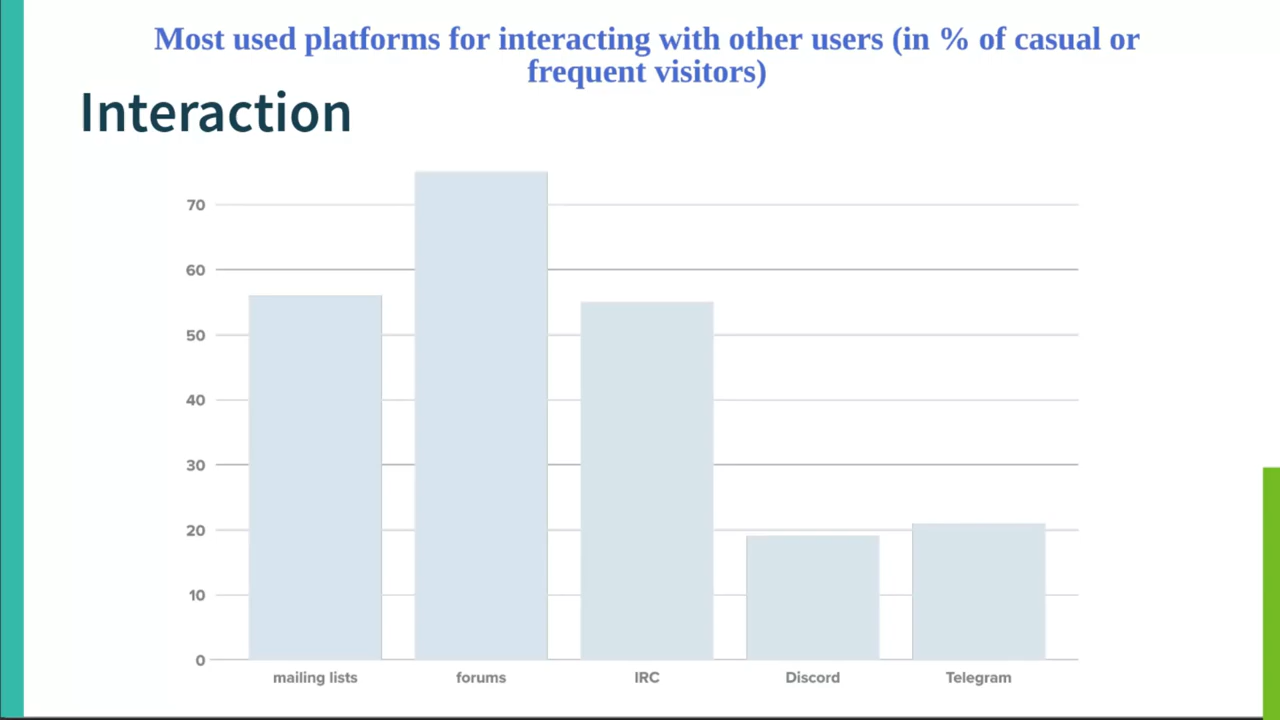 Most used platforms for interacting with other users (in % of casual or
frequent visitors)
Interaction
70
60
50
40
30
20
10
0
mailing lists forums IRC Discord Telegram